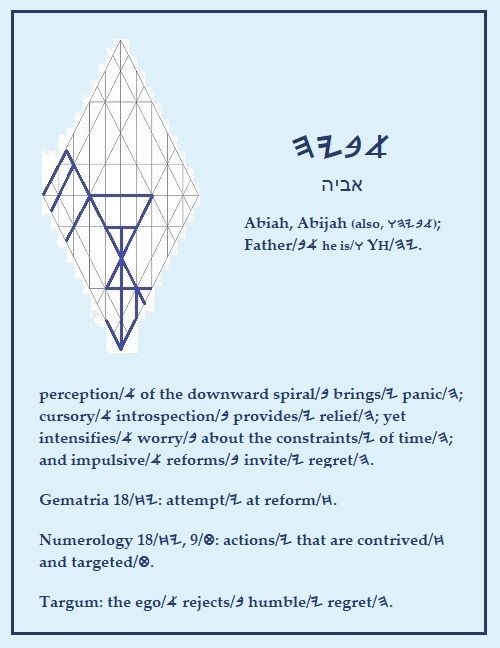 𐤀𐤁𐤉𐤄
אביה
Abiah, Abijah (also, 𐤀𐤁𐤉𐤄𐤅);
Father/𐤀𐤁 he is/𐤅 YH/𐤉𐤄.
perception/𐤀 of the downward spiral/𐤁 brings/𐤉 panic/𐤄;
cursory/𐤀 introspection/𐤁 provides/𐤉 relief/𐤄; yet
intensifies/𐤀 worry/𐤁 about the constraints/𐤉 of time/𐤄;
and impulsive/𐤀 reforms/𐤁 invite/𐤉 regret/𐤄.
Gematria 18/𐤉𐤇: attempt/𐤉 at reform/𐤇.
Numerology 18/𐤉𐤇, 9/𐤈: actions/𐤉 that are contrived/𐤇
and targeted/𐤈.
Targum: the ego/𐤀 rejects/𐤁 humble/𐤉 regret/𐤄.